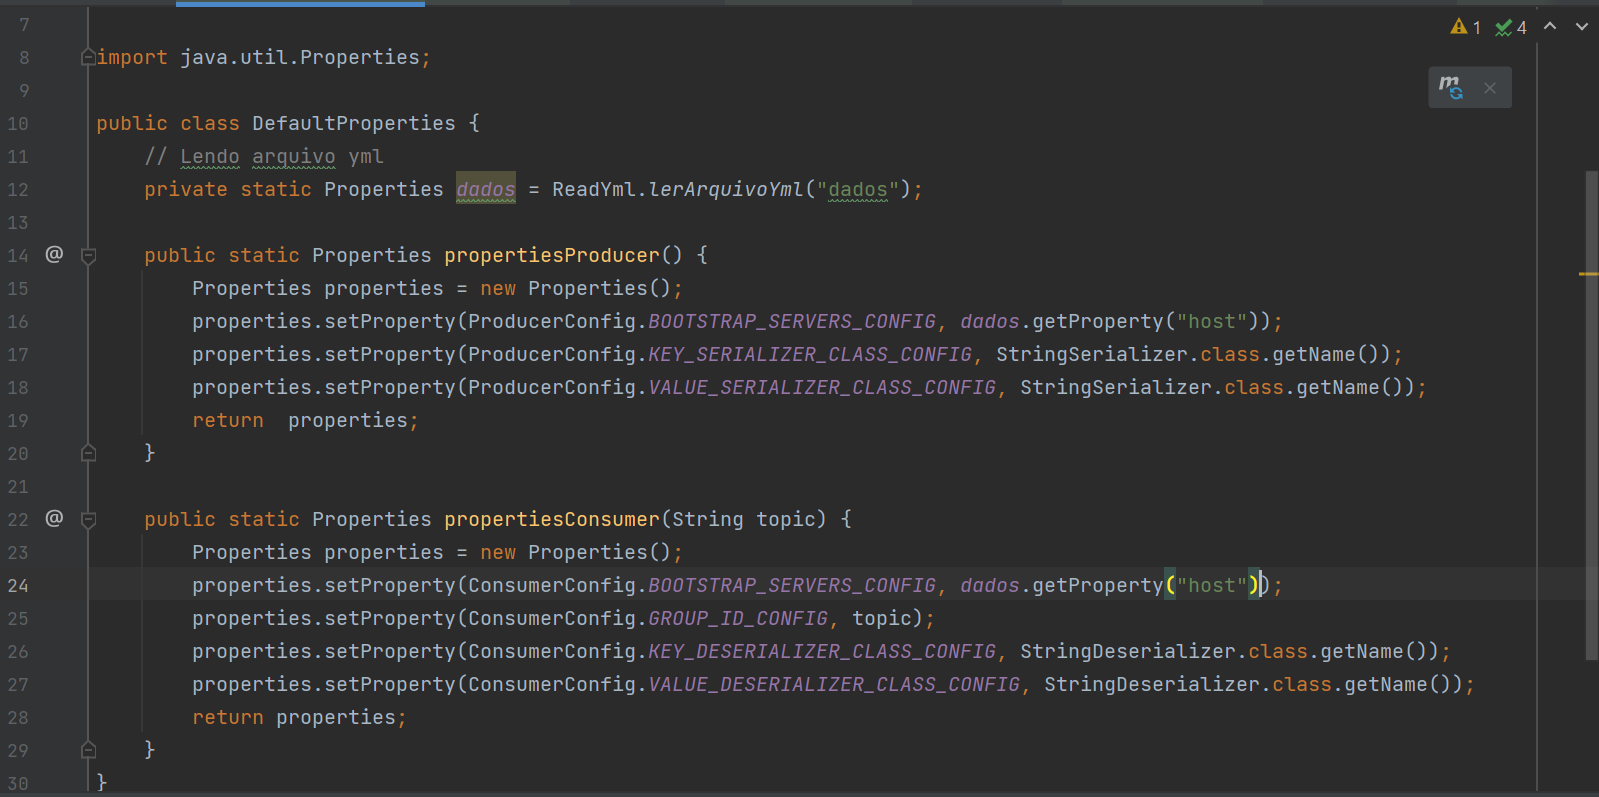 1 4
7
8 import java.util.Properties;
9
10 public class DefaultProperties {
11 // Lendo arquivo yml
12 private static Properties dados = ReadYml.lerArquivoYml("dados");
13
14 @ public static Properties propertiesProducer() {
15 Properties properties = new Properties();
16 properties.setProperty(ProducerConfig.BOOTSTRAP_SERVERS_CONFIG, dados.getProperty("host"));
17 properties.setProperty(ProducerConfig.KEY_SERIALIZER_CLASS_CONFIG, StringSerializer.class.getName());
18 properties.setProperty(ProducerConfig.VALUE_SERIALIZER_CLASS_CONFIG, StringSerializer.class.getName());
19 return  properties;
20 }
21
22 @ public static Properties propertiesConsumer(String topic) {
23 Properties properties = new Properties();
24 properties.setProperty(ConsumerConfig.BOOTSTRAP_SERVERS_CONFIG, dados.getProperty("host"));
25 properties.setProperty(ConsumerConfig.GROUP_ID_CONFIG, topic);
26 properties.setProperty(ConsumerConfig.KEY_DESERIALIZER_CLASS_CONFIG, StringDeserializer.class.getName());
27 properties.setProperty(ConsumerConfig.VALUE_DESERIALIZER_CLASS_CONFIG, StringDeserializer.class.getName());
28 return properties;
29 }
30 }